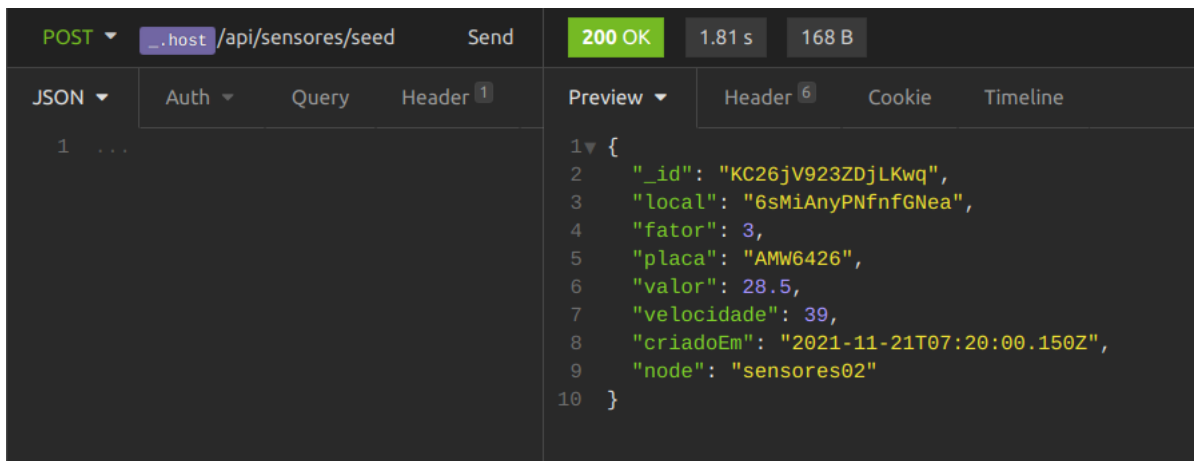 POST _.host /api/sensores/seed Send 200 OK 1.81 s 168 B
JSON Auth Query Header 1 Preview Header 6 Cookie Timeline
1 ...
1 {
2 "_id": "KC26jV923ZDjLKwq",
3 "local": "6sMiAnyPNfnfGNea",
4 "fator": 3,
5 "placa": "AMW6426",
6 "valor": 28.5,
7 "velocidade": 39,
8 "criadoEm": "2021-11-21T07:20:00.150Z",
9 "node": "sensores02"
10 }